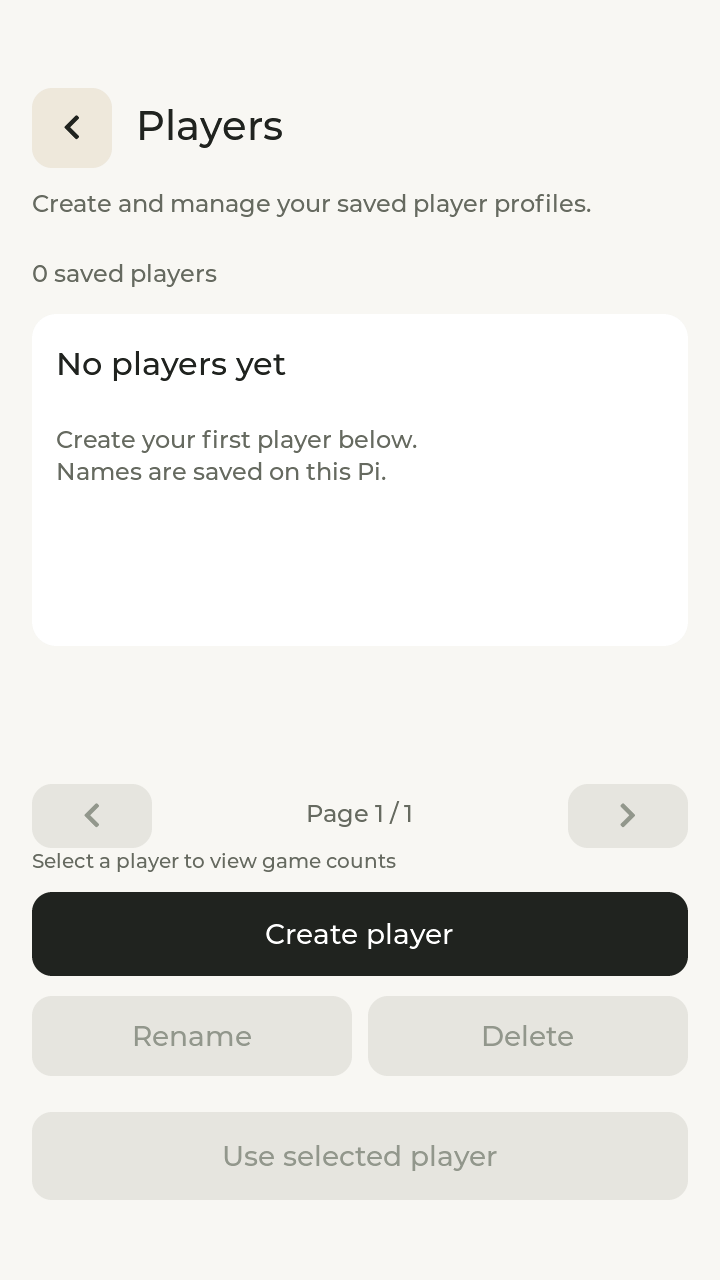 Players
Create and manage your saved player profiles.
0 saved players
No players yet
Create your first player below.
Names are saved on this Pi.
Page 1 / 1
Select a player to view game counts
Create player
Rename
Delete
Use selected player